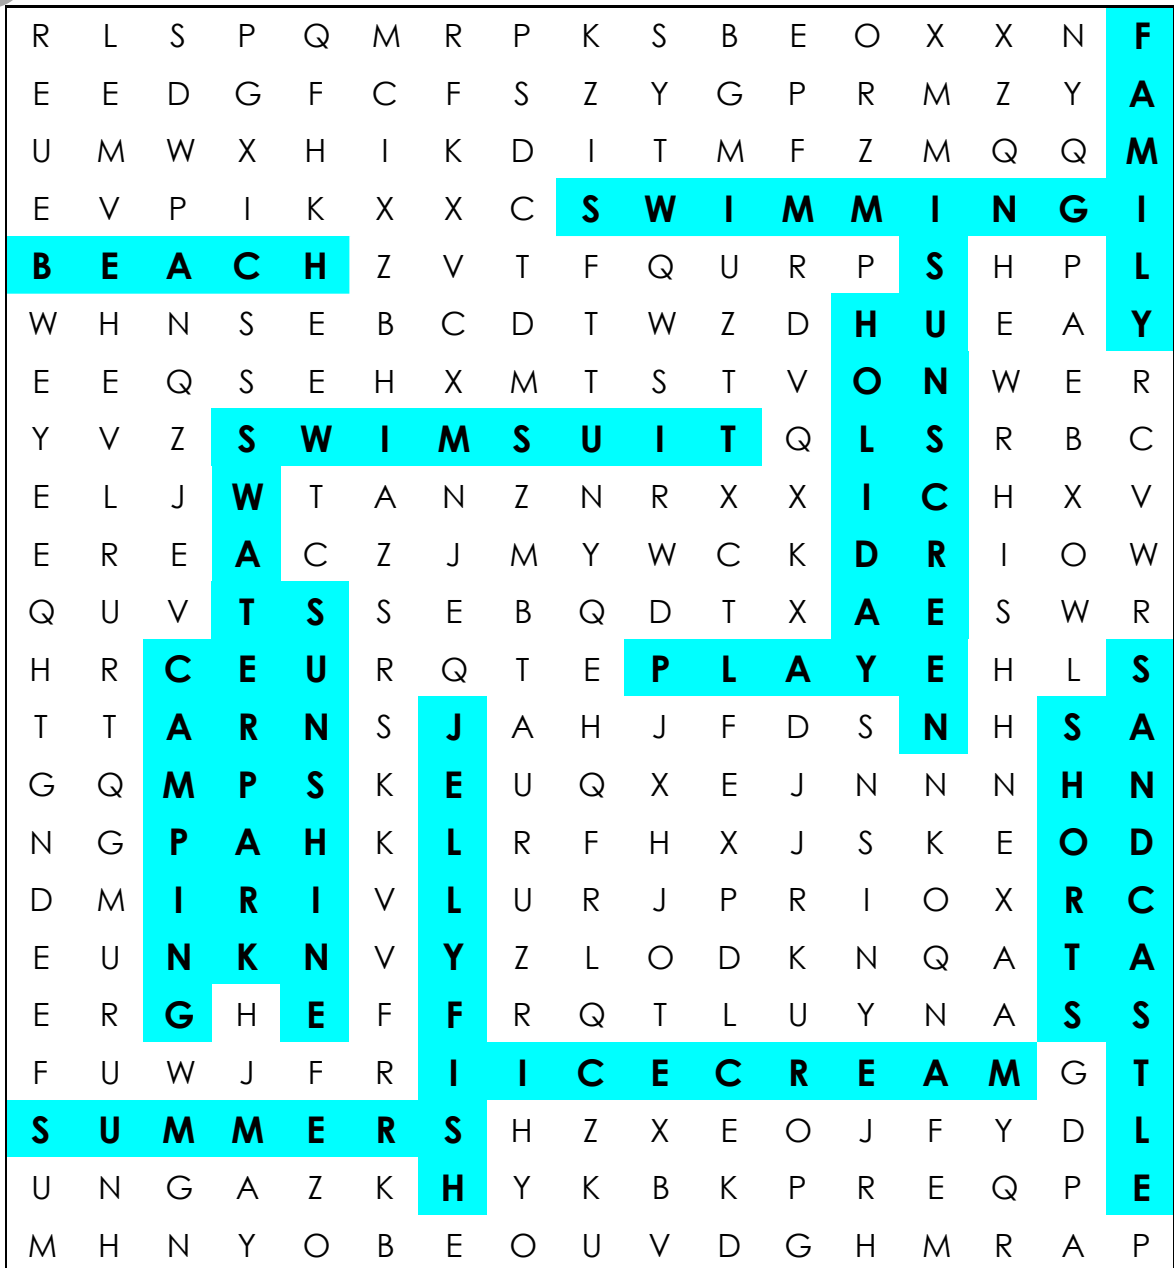 R L S P Q M R P K S B E O X X N F
E E D G F C F S Z Y G P R M Z Y A
U M W X H I K D I T M F Z M Q Q M
E V P I K X X C S W I M M I N G I
B E A C H Z V T F Q U R P S H P L
W H N S E B C D T W Z D H U E A Y
E E Q S E H X M T S T V O N W E R
Y V Z S W I M S U I T Q L S R B C
E L J W T A N Z N R X X I C H X V
E R E A C Z J M Y W C K D R I O W
Q U V T S S E B Q D T X A E S W R
H R C E U R Q T E P L A Y E H L S
T T A R N S J A H J F D S N H S A
G Q M P S K E U Q X E J N N N H N
N G P A H K L R F H X J S K E O D
D M I R I V L U R J P R I O X R C
E U N K N V Y Z L O D K N Q A T A
E R G H E F F R Q T L U Y N A S S
F U W J F R I I C E C R E A M G T
S U M M E R S H Z X E O J F Y D L
U N G A Z K H Y K B K P R E Q P E
M H N Y O B E O U V D G H M R A P